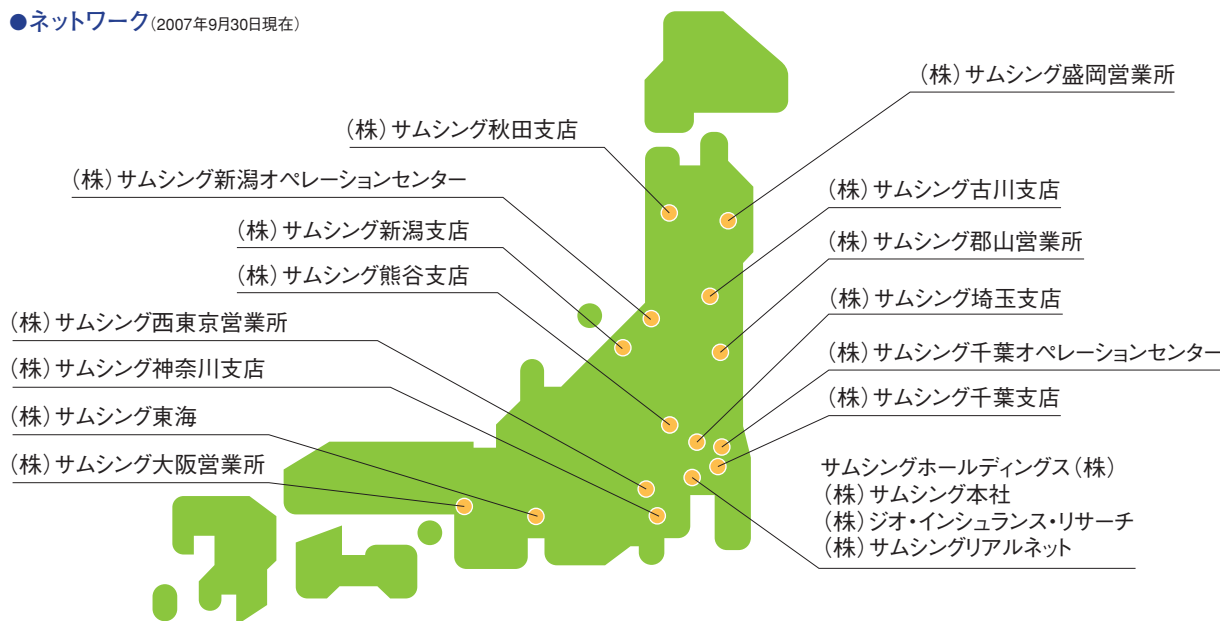 ●ネットワーク(2007年9月30日現在)
(株)サムシング盛岡営業所
(株)サムシング秋田支店
(株)サムシング新潟オペレーションセンター
(株)サムシング古川支店
(株)サムシング新潟支店
(株)サムシング郡山営業所
(株)サムシング熊谷支店
(株)サムシング埼玉支店
(株)サムシング西東京営業所
(株)サムシング千葉オペレーションセンター
(株)サムシング神奈川支店
(株)サムシング千葉支店
(株)サムシング東海
(株)サムシング大阪営業所
サムシングホールディングス(株)
(株)サムシング本社
(株)ジオ・インシュランス・リサーチ
(株)サムシングリアルネット